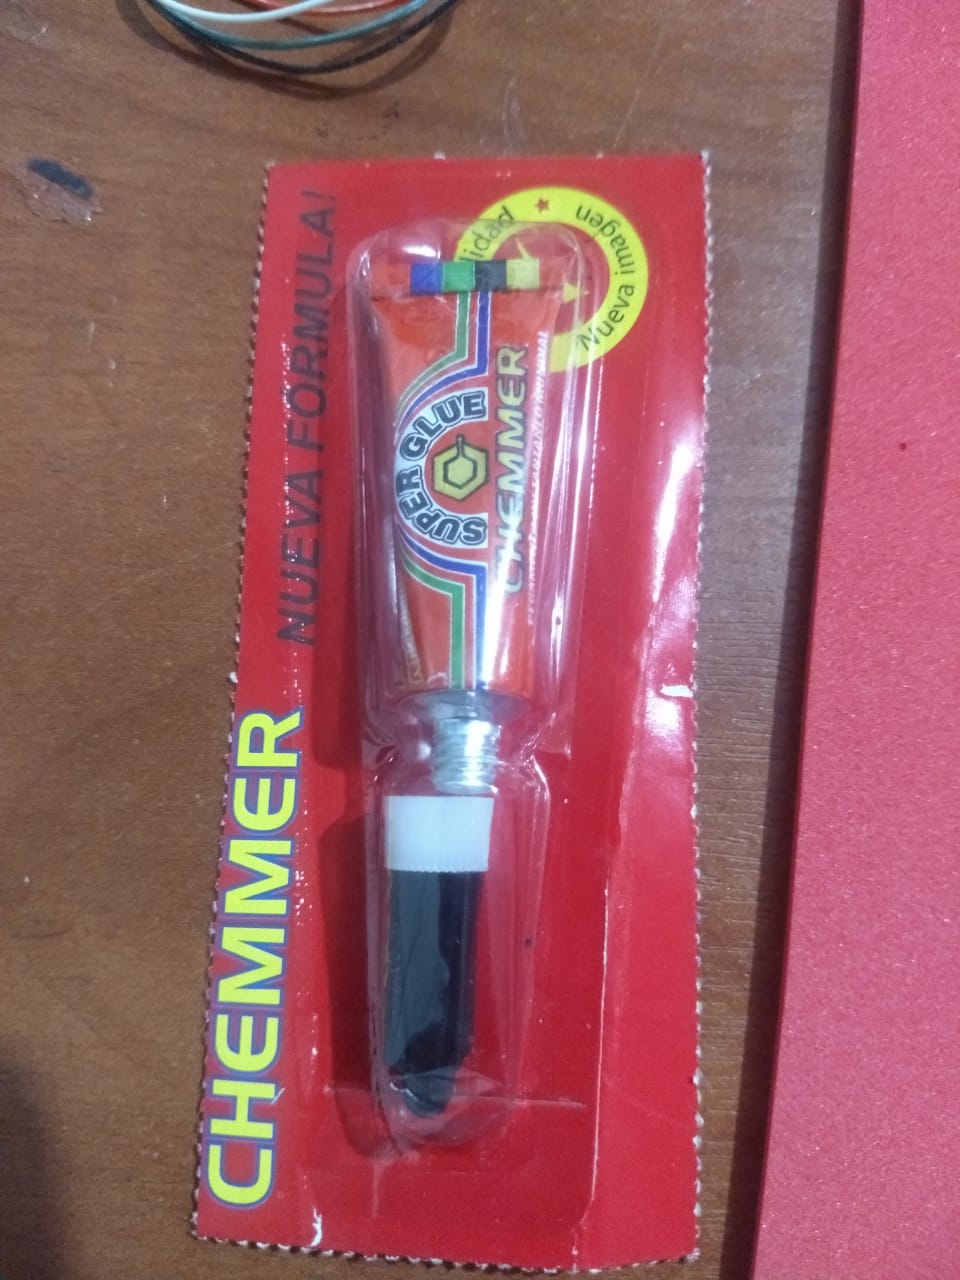 CHEMMER
NUEVA FORMULA!
SUPER GLUE
CHEMMER
Nueva imagen